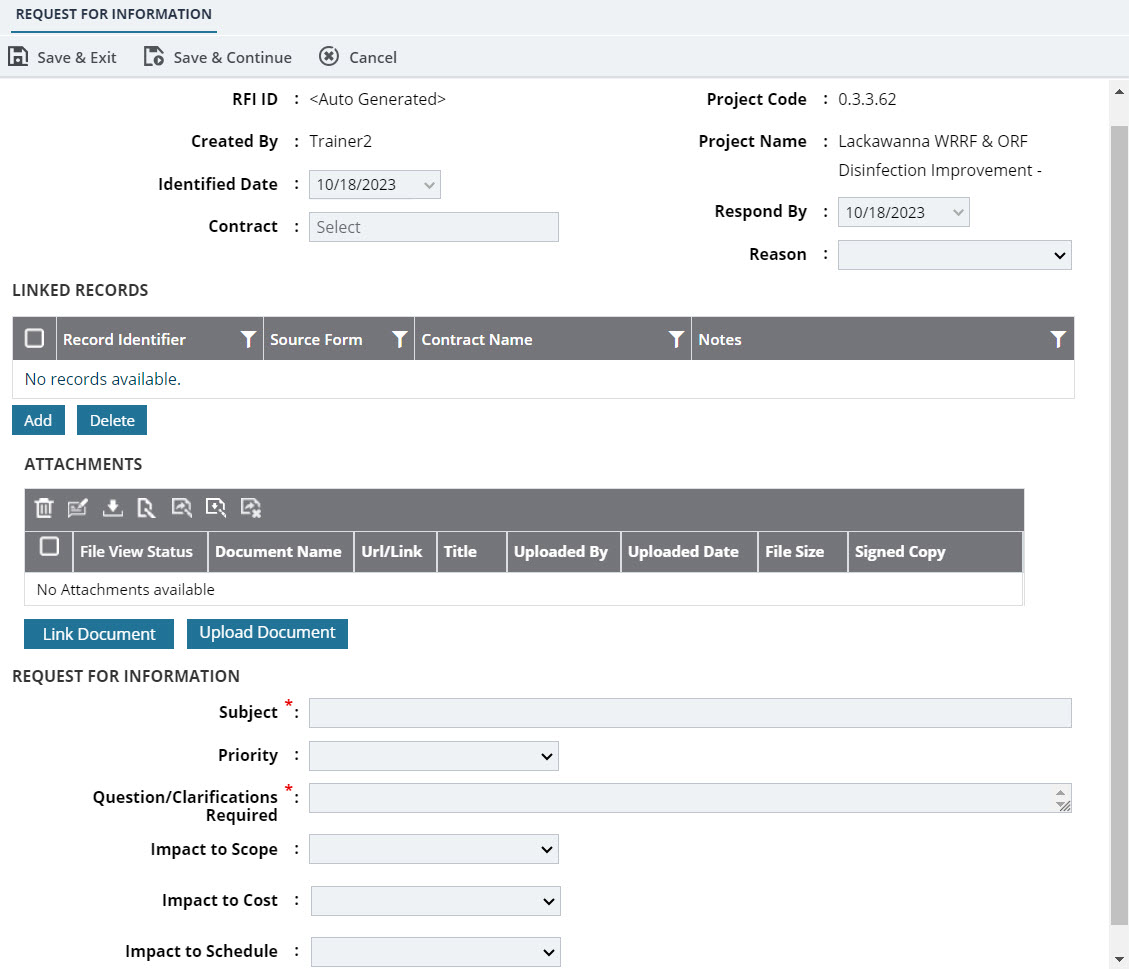 REQUEST FOR INFORMATION
Save & Exit Save & Continue Cancel
RFI ID : <Auto Generated>
Created By : Trainer2
Identified Date : 10/18/2023
Contract : Select
Project Code : 0.3.3.62
Project Name : Lackawanna WRRF & ORF
Disinfection Improvement -
Respond By : 10/18/2023
Reason :
LINKED RECORDS
Record Identifier Source Form Contract Name Notes
No records available.
Add Delete
ATTACHMENTS
File View Status Document Name Url/Link Title Uploaded By Uploaded Date File Size Signed Copy
No Attachments available
Link Document Upload Document
REQUEST FOR INFORMATION
Subject * :
Priority :
Question/Clarifications * :
Required
Impact to Scope :
Impact to Cost :
Impact to Schedule :